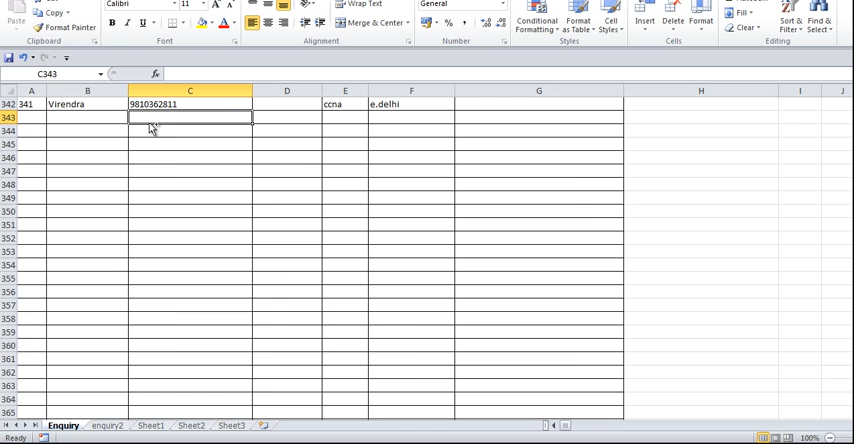 Cut
Calibri 11 A A
Wrap Text
General
Paste
Copy
Format Painter
B I U A
Merge & Center
% ,
Conditional Formatting
Format as Table
Cell Styles
Insert
Delete
Format
Fill
Clear
Sort & Filter
Find & Select
Clipboard
Font
Alignment
Number
Styles
Cells
Editing
C343 fx
A B C D E F G H I J
342 341 Virendra 9810362811 ccna e.delhi
343
344
345
346
347
348
349
350
351
352
353
354
355
356
357
358
359
360
361
362
363
364
365
Enquiry enquiry2 Sheet1 Sheet2 Sheet3
Ready 100%